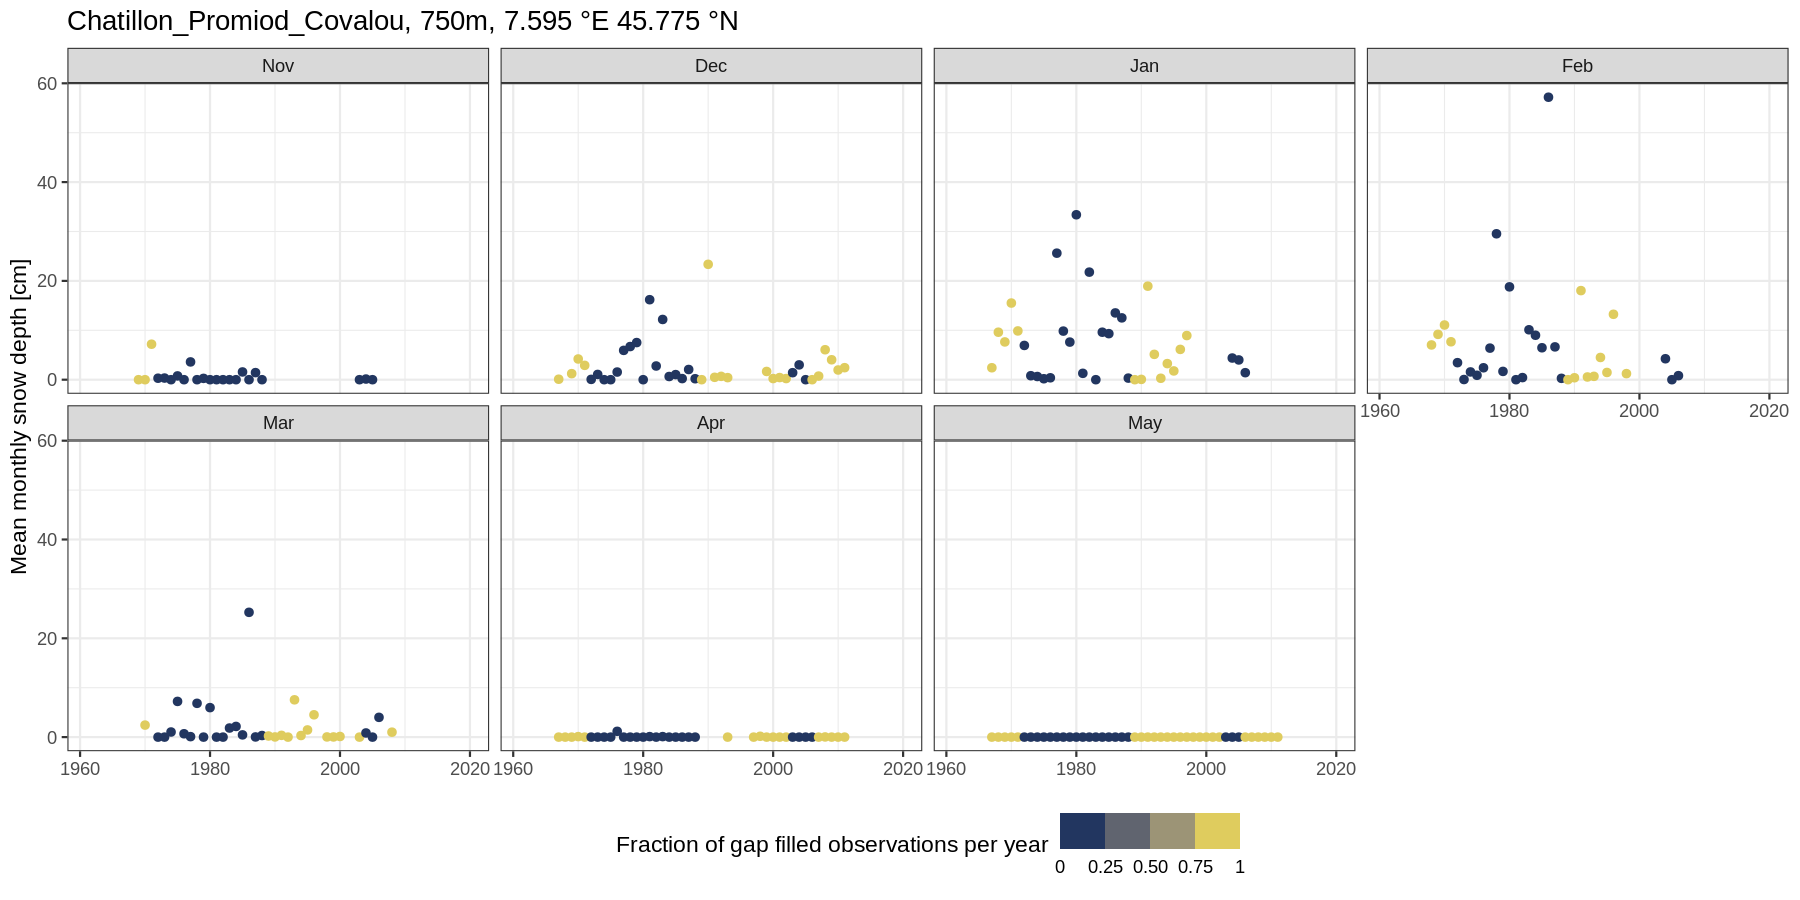 Chatillon_Promiod_Covalou, 750m, 7.595 °E 45.775 °N
Nov Dec Jan Feb
60
40
20
0
1960 1980 2000 2020
Mar Apr May
60
40
20
0
1960 1980 2000 2020 1960 1980 2000 2020 1960 1980 2000 2020
Mean monthly snow depth [cm]
Fraction of gap filled observations per year
0 0.25 0.50 0.75 1